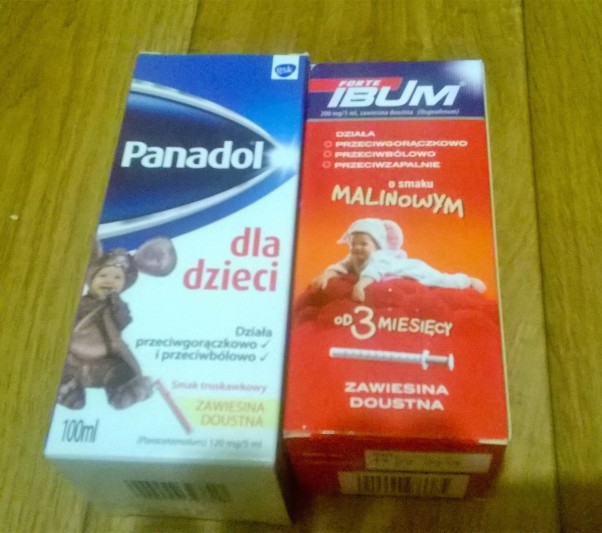 gsk
Panadol
dla
dzieci
Działa
przeciwgorączkowo ✓
i przeciwbólowo ✓
Smak truskawkowy
ZAWIESINA
DOUSTNA
100ml
(Paracetamolum) 120 mg/5 ml
FORTE
IBUM
200 mg/5 ml, zawiesina doustna (Ibuprofenum)
DZIAŁA
PRZECIWGORĄCZKOWO
PRZECIWBÓLOWO
PRZECIWZAPALNIE
o smaku
MALINOWYM
OD 3 MIESIĘCY
ZAWIESINA
DOUSTNA